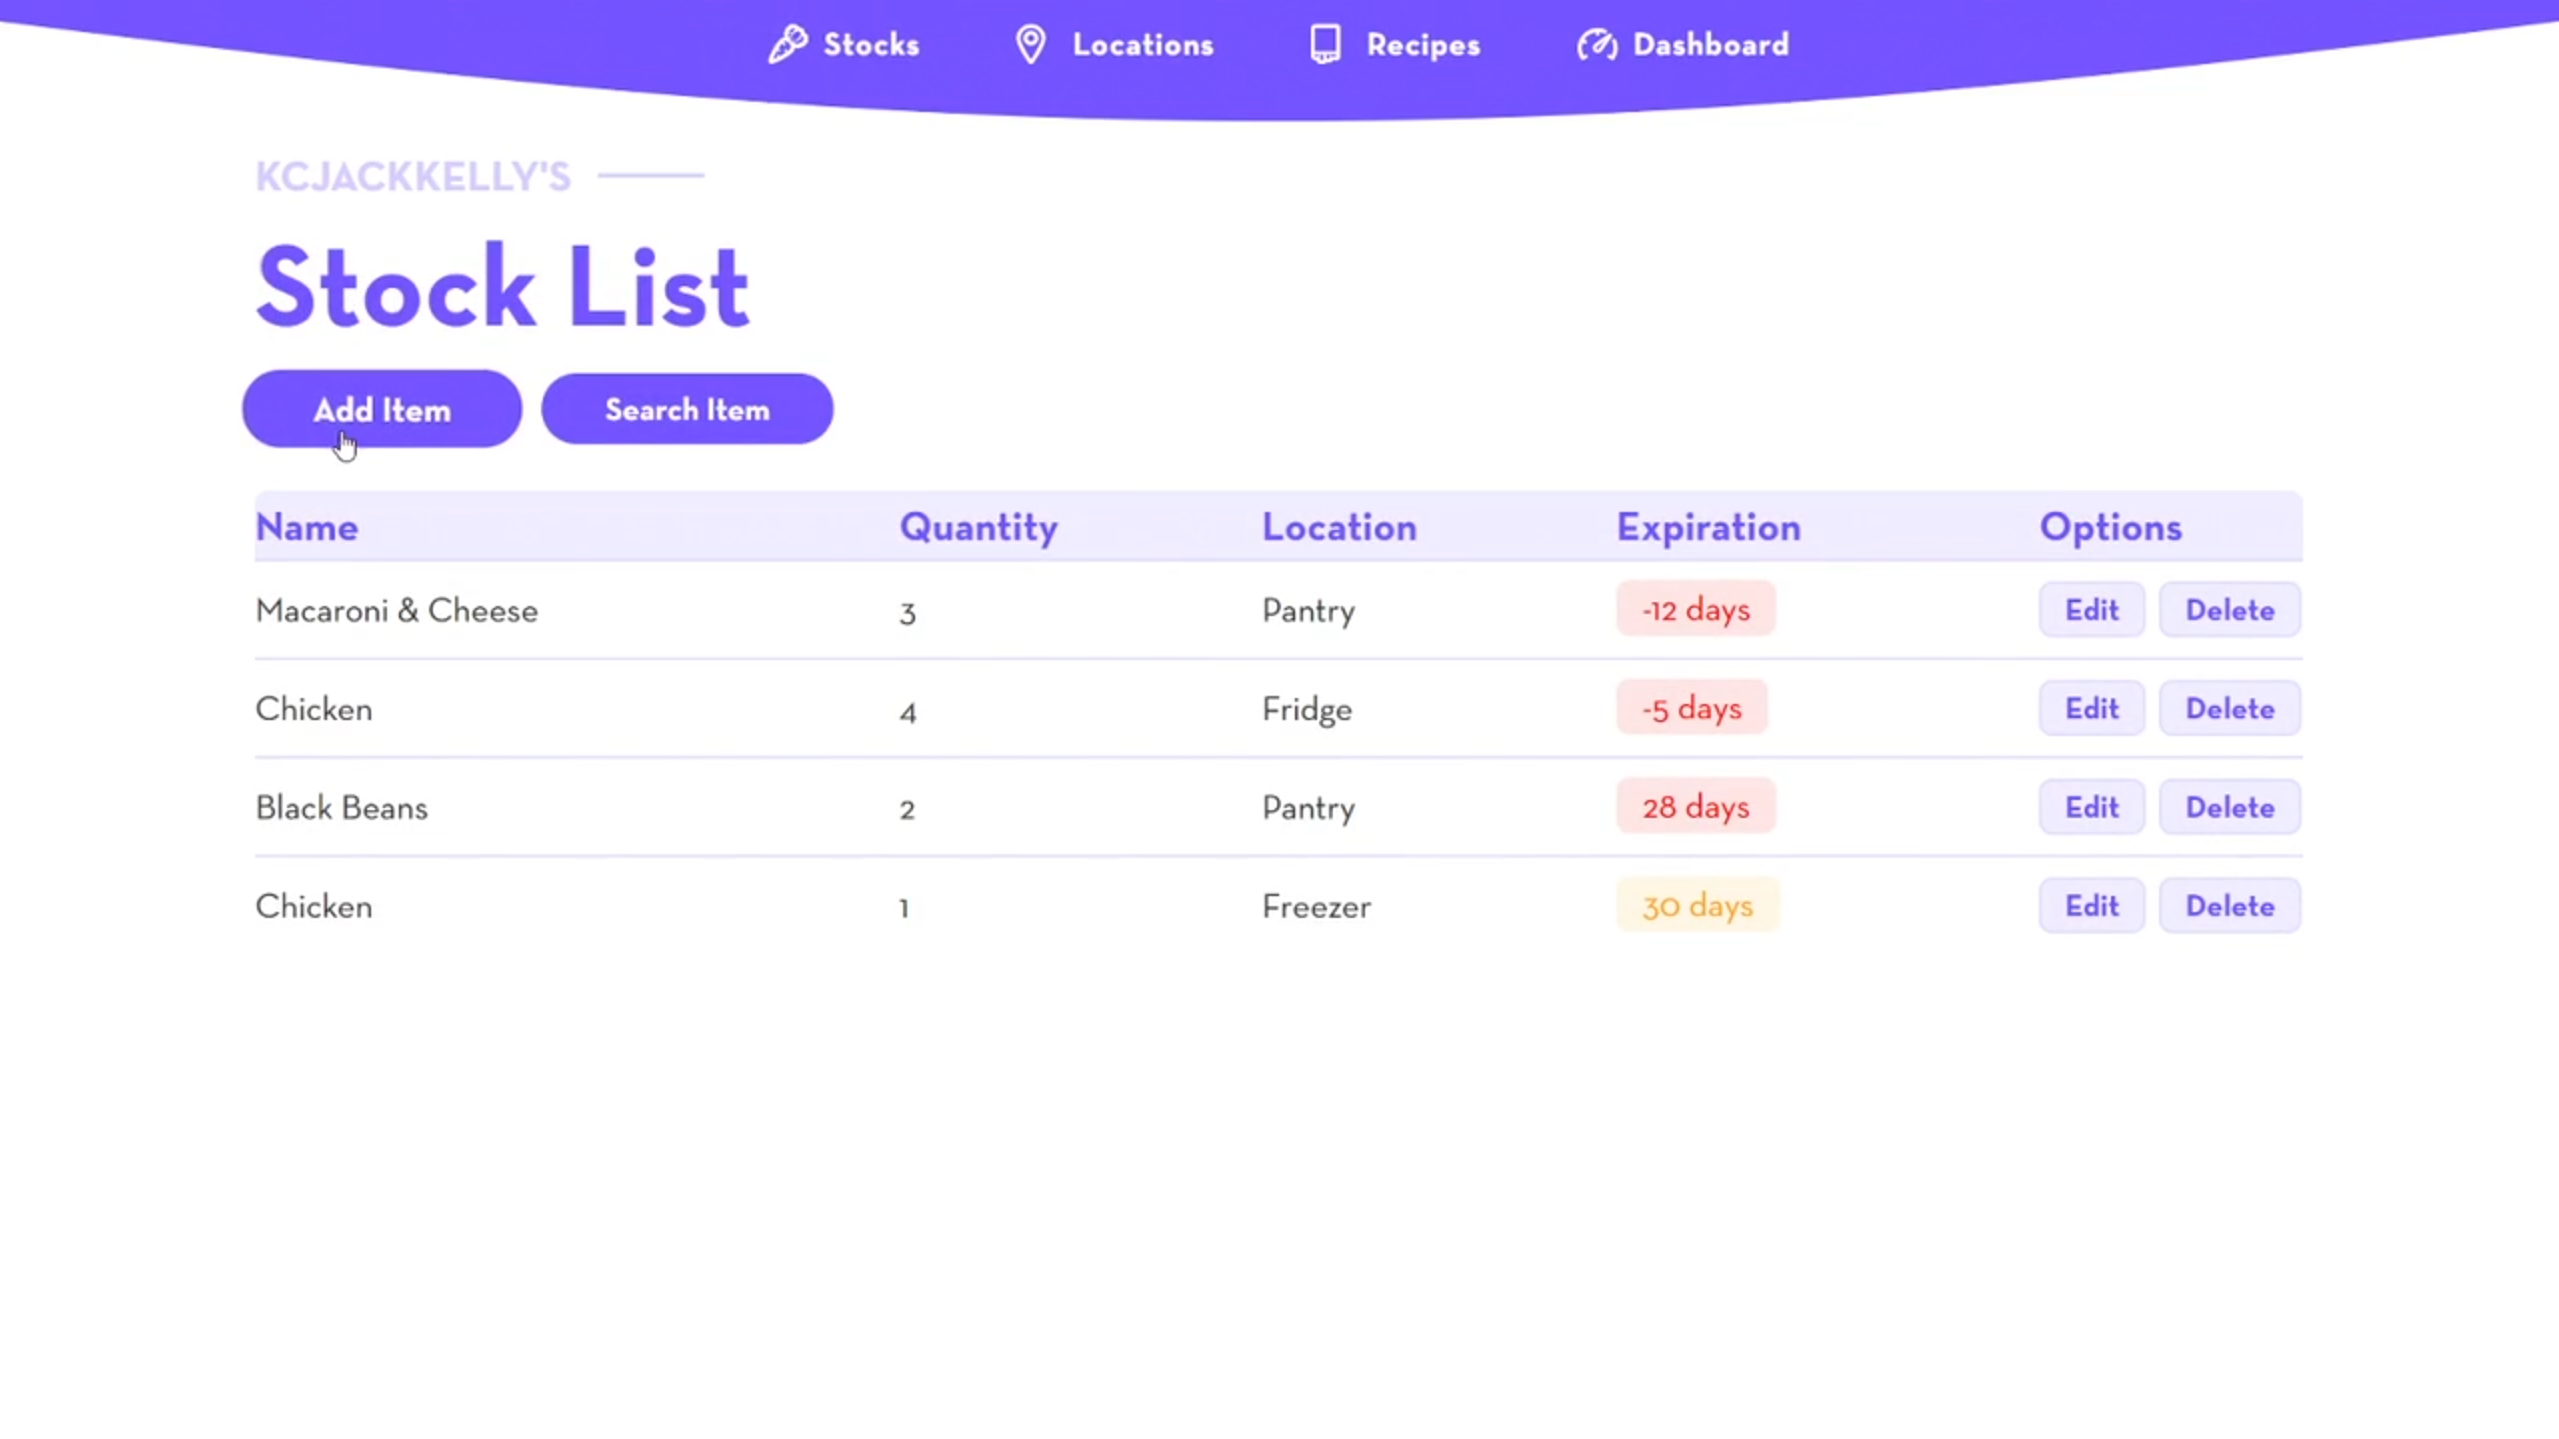 Stocks Locations Recipes Dashboard
KCJACKKELLY'S
Stock List
Add Item Search Item
Name Quantity Location Expiration Options
Macaroni & Cheese 3 Pantry -12 days Edit Delete
Chicken 4 Fridge -5 days Edit Delete
Black Beans 2 Pantry 28 days Edit Delete
Chicken 1 Freezer 30 days Edit Delete